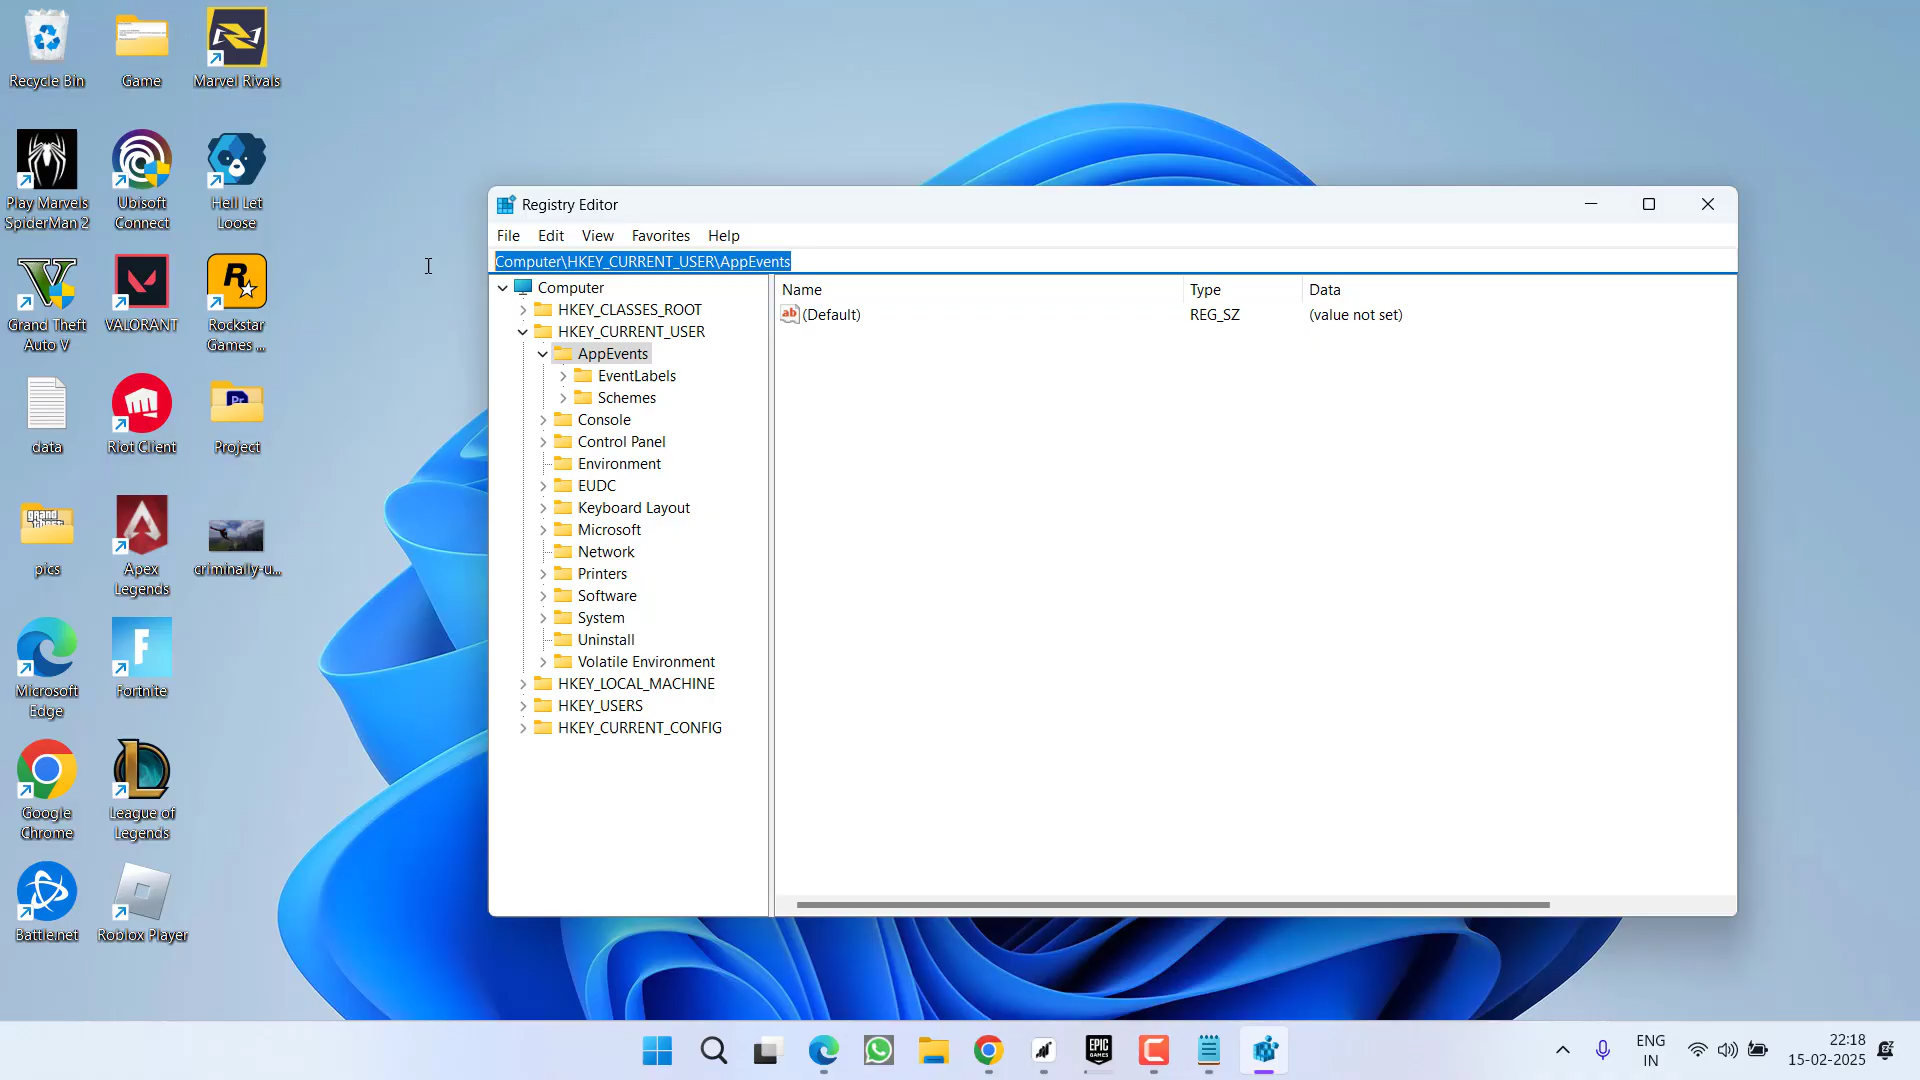 Recycle Bin
Game
Marvel Rivals
Play Marvels
SpiderMan 2
Ubisoft
Connect
Hell Let
Loose
Grand Theft
Auto V
VALORANT
Rockstar
Games ...
data
Riot Client
Pr
Project
pics
Apex
Legends
criminally-u...
Microsoft
Edge
Fortnite
Google
Chrome
League of
Legends
Battle.net
Roblox Player
Registry Editor
File
Edit
View
Favorites
Help
Computer\HKEY_CURRENT_USER\AppEvents
Computer
HKEY_CLASSES_ROOT
HKEY_CURRENT_USER
AppEvents
EventLabels
Schemes
Console
Control Panel
Environment
EUDC
Keyboard Layout
Microsoft
Network
Printers
Software
System
Uninstall
Volatile Environment
HKEY_LOCAL_MACHINE
HKEY_USERS
HKEY_CURRENT_CONFIG
Name
Type
Data
ab
(Default)
REG_SZ
(value not set)
EPIC
GAMES
ENG
IN
22:18
15-02-2025